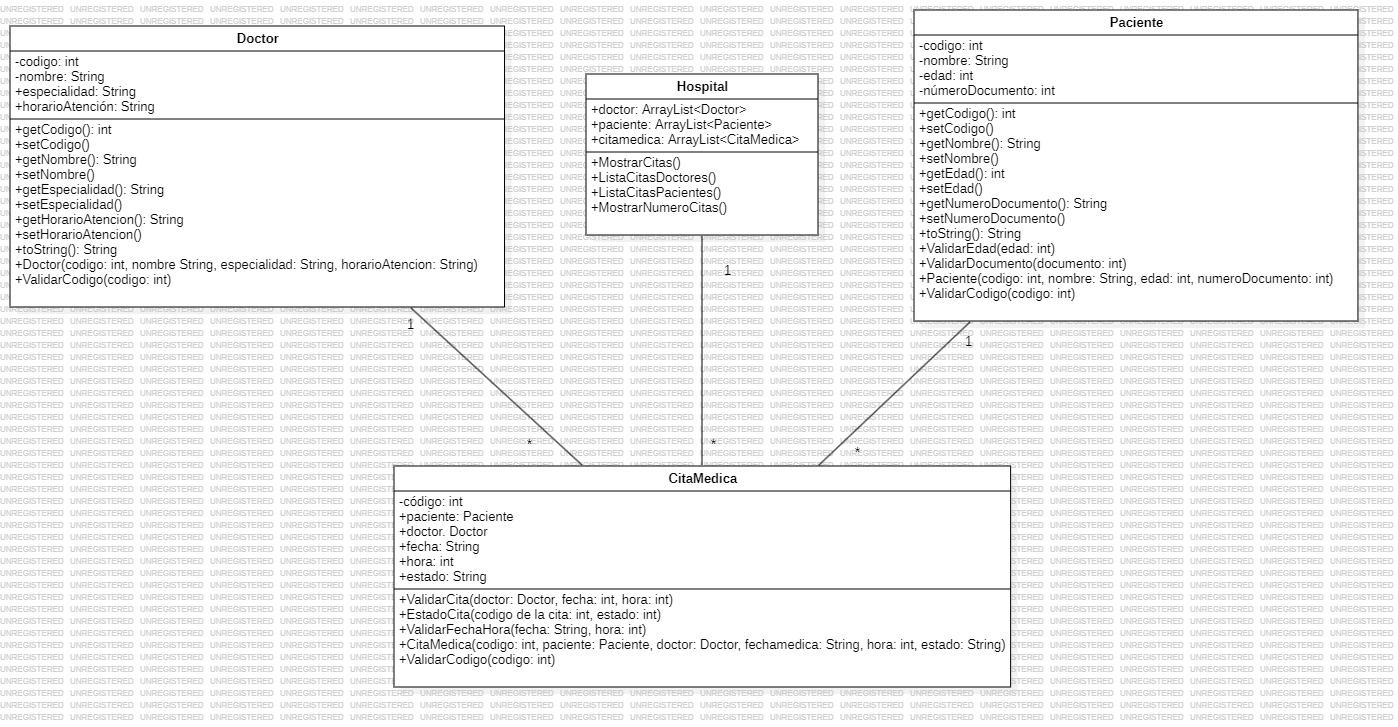 Doctor
-codigo: int
-nombre: String
+especialidad: String
+horarioAtención: String
+getCodigo(): int
+setCodigo()
+getNombre(): String
+setNombre()
+getEspecialidad(): String
+setEspecialidad()
+getHorarioAtencion(): String
+setHorarioAtencion()
+toString(): String
+Doctor(codigo: int, nombre String, especialidad: String, horarioAtencion: String)
+ValidarCodigo(codigo: int)
Hospital
+doctor: ArrayList<Doctor>
+paciente: ArrayList<Paciente>
+citamedica: ArrayList<CitaMedica>
+MostrarCitas()
+ListaCitasDoctores()
+ListaCitasPacientes()
+MostrarNumeroCitas()
Paciente
-codigo: int
-nombre: String
-edad: int
-númeroDocumento: int
+getCodigo(): int
+setCodigo()
+getNombre(): String
+setNombre()
+getEdad(): int
+setEdad()
+getNumeroDocumento(): String
+setNumeroDocumento()
+toString(): String
+ValidarEdad(edad: int)
+ValidarDocumento(documento: int)
+Paciente(codigo: int, nombre: String, edad: int, numeroDocumento: int)
+ValidarCodigo(codigo: int)
1
1
1
*
*
*
CitaMedica
-código: int
+paciente: Paciente
+doctor. Doctor
+fecha: String
+hora: int
+estado: String
+ValidarCita(doctor: Doctor, fecha: int, hora: int)
+EstadoCita(codigo de la cita: int, estado: int)
+ValidarFechaHora(fecha: String, hora: int)
+CitaMedica(codigo: int, paciente: Paciente, doctor: Doctor, fechamedica: String, hora: int, estado: String)
+ValidarCodigo(codigo: int)
UNREGISTERED